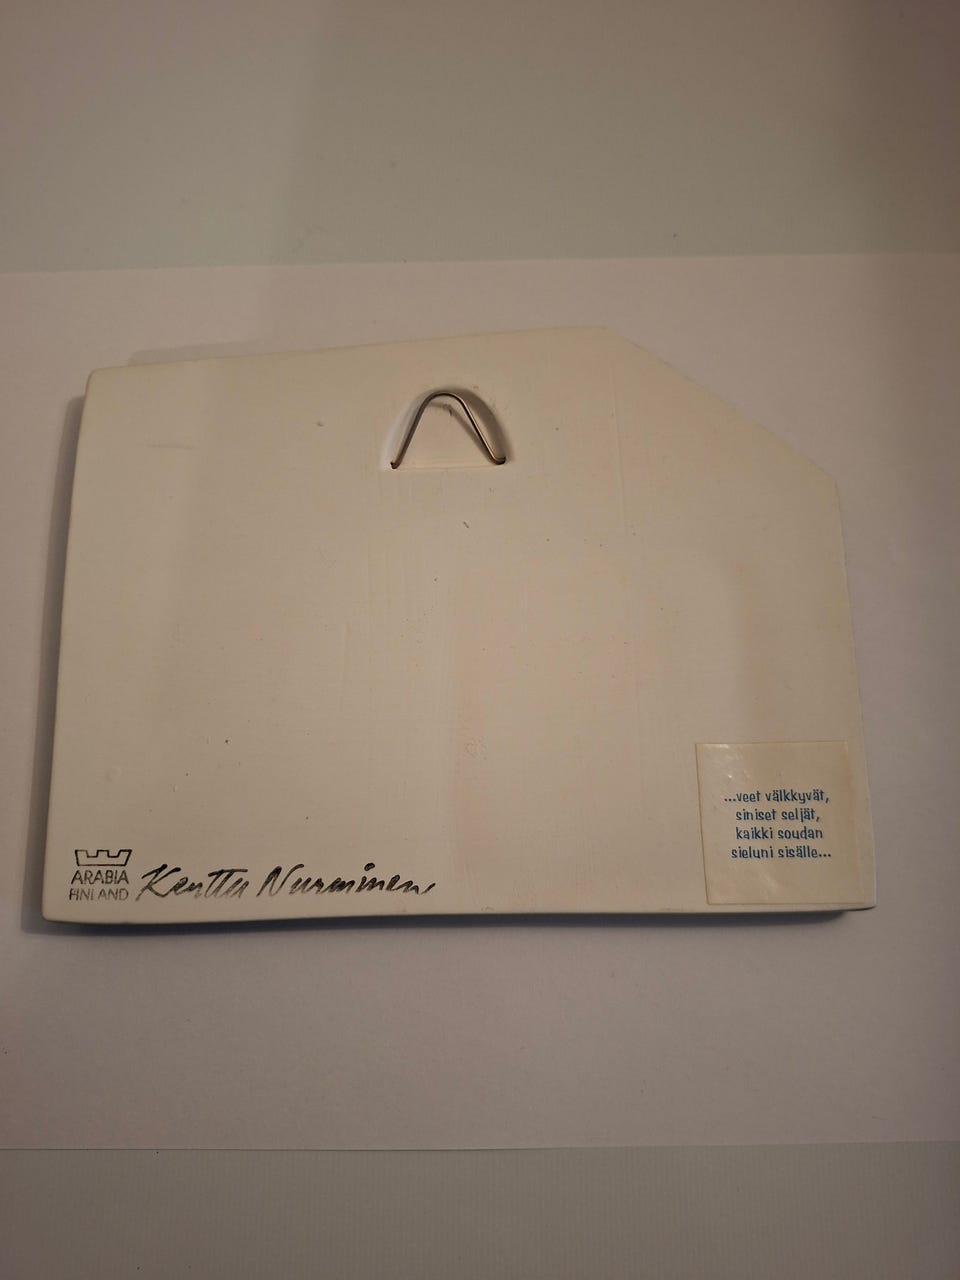 ...veet välkkyvät,
siniset seljät,
kaikki soudan
sieluni sisälle...
ARABIA
FINLAND
Kerttu Nurminen